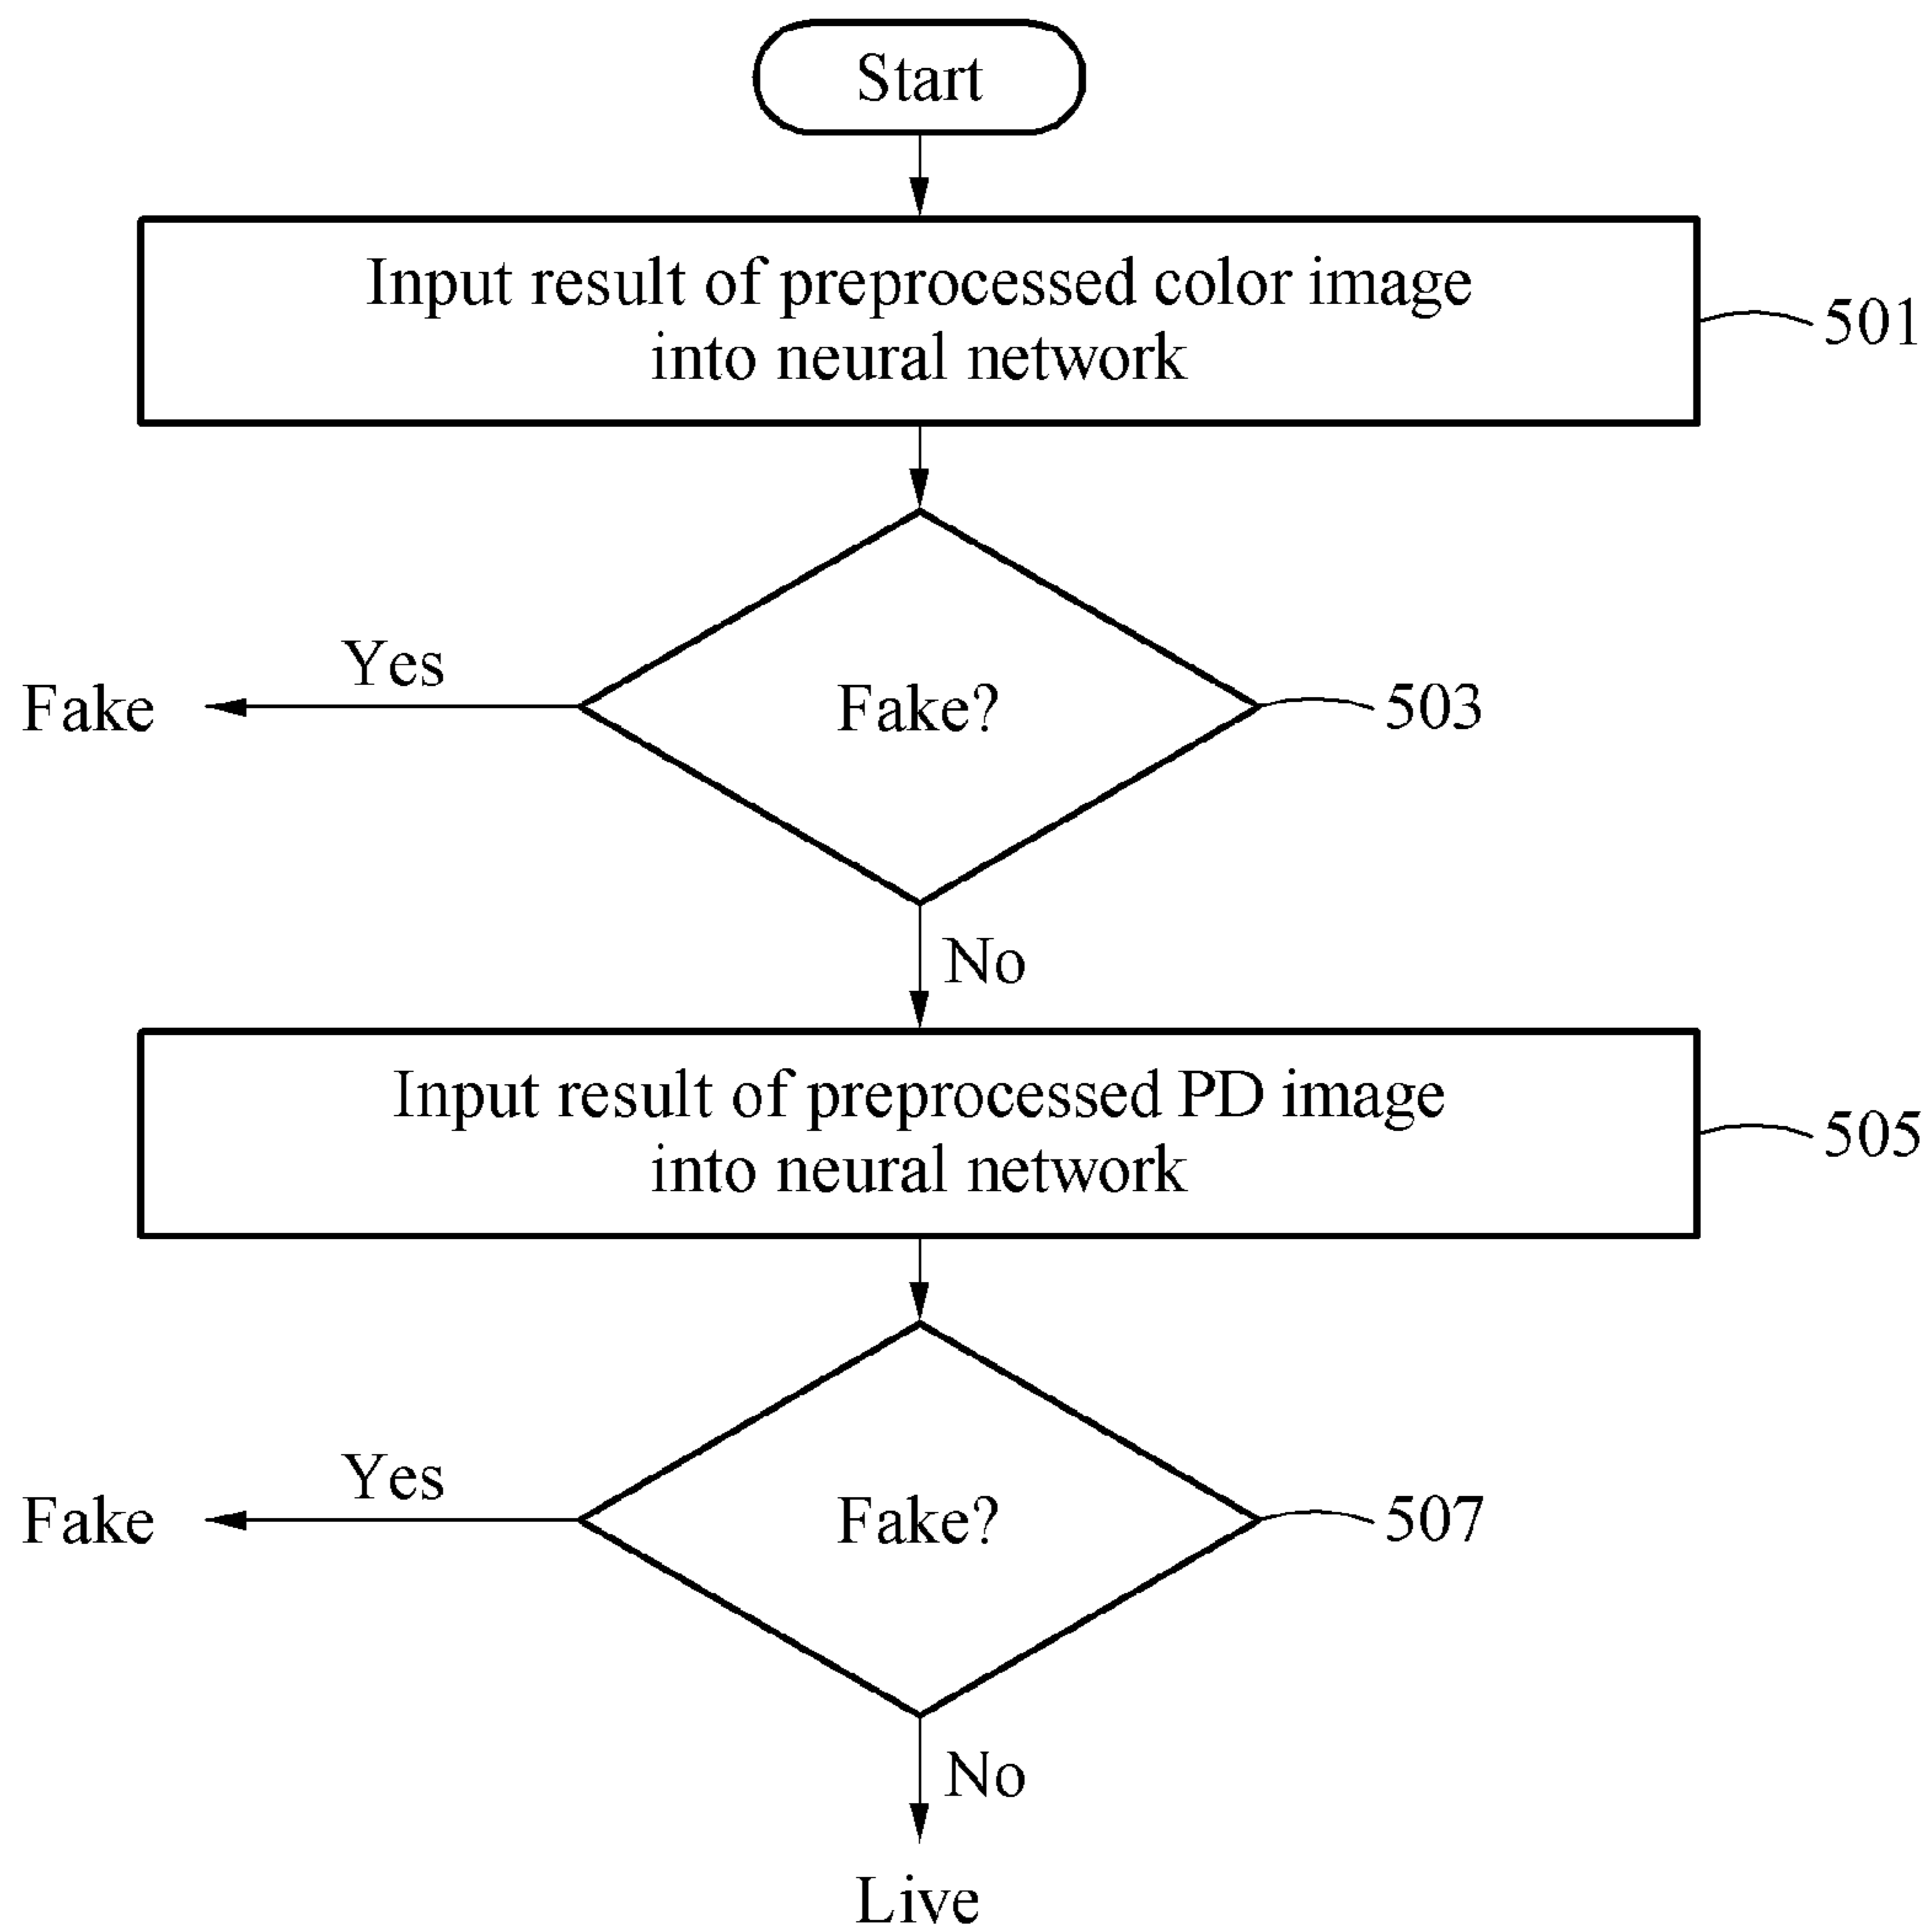 Start
Input result of preprocessed color image
into neural network
501
Yes
Fake
Fake?
503
No
Input result of preprocessed PD image
into neural network
505
Yes
Fake
Fake?
507
No
Live